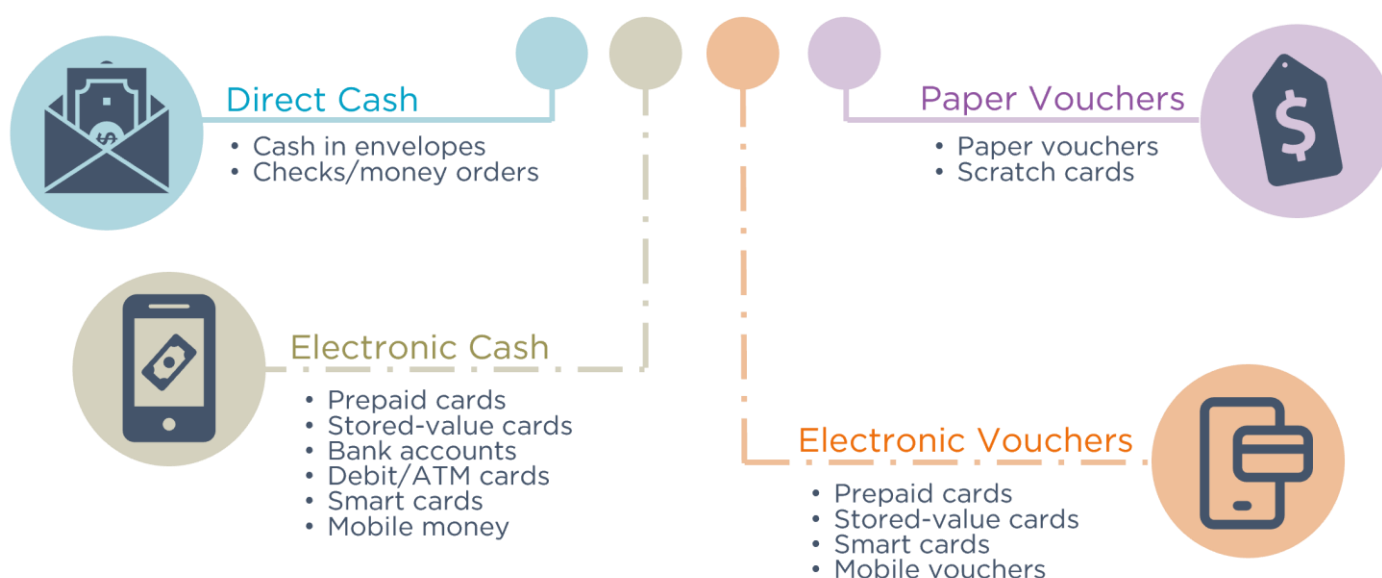 Direct Cash
• Cash in envelopes
• Checks/money orders
Paper Vouchers
• Paper vouchers
• Scratch cards
Electronic Cash
• Prepaid cards
• Stored-value cards
• Bank accounts
• Debit/ATM cards
• Smart cards
• Mobile money
Electronic Vouchers
• Prepaid cards
• Stored-value cards
• Smart cards
• Mobile vouchers